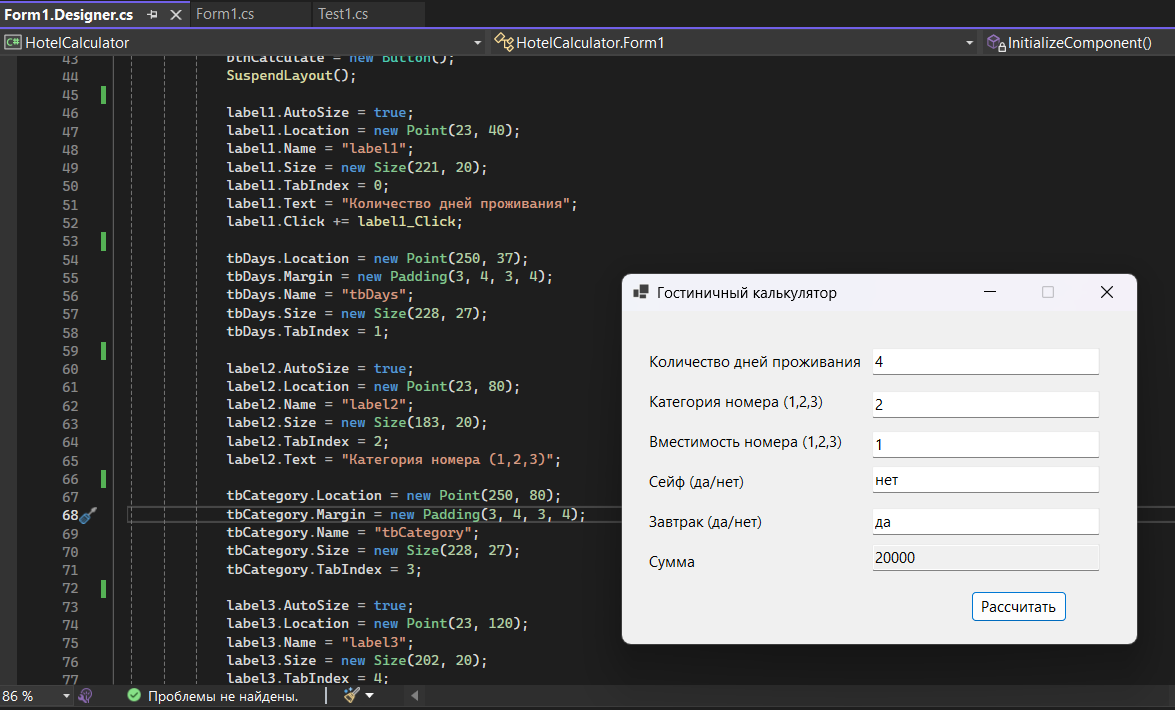 Form1.Designer.cs Form1.cs Test1.cs
HotelCalculator HotelCalculator.Form1 InitializeComponent()
43 btnCalculate = new Button();
44 SuspendLayout();
45
46 label1.AutoSize = true;
47 label1.Location = new Point(23, 40);
48 label1.Name = "label1";
49 label1.Size = new Size(221, 20);
50 label1.TabIndex = 0;
51 label1.Text = "Количество дней проживания";
52 label1.Click += label1_Click;
53
54 tbDays.Location = new Point(250, 37);
55 tbDays.Margin = new Padding(3, 4, 3, 4);
56 tbDays.Name = "tbDays";
57 tbDays.Size = new Size(228, 27);
58 tbDays.TabIndex = 1;
59
60 label2.AutoSize = true;
61 label2.Location = new Point(23, 80);
62 label2.Name = "label2";
63 label2.Size = new Size(183, 20);
64 label2.TabIndex = 2;
65 label2.Text = "Категория номера (1,2,3)";
66
67 tbCategory.Location = new Point(250, 80);
68 tbCategory.Margin = new Padding(3, 4, 3, 4);
69 tbCategory.Name = "tbCategory";
70 tbCategory.Size = new Size(228, 27);
71 tbCategory.TabIndex = 3;
72
73 label3.AutoSize = true;
74 label3.Location = new Point(23, 120);
75 label3.Name = "label3";
76 label3.Size = new Size(202, 20);
77 label3.TabIndex = 4;
86 % Проблемы не найдены.
Гостиничный калькулятор
Количество дней проживания 4
Категория номера (1,2,3) 2
Вместимость номера (1,2,3) 1
Сейф (да/нет) нет
Завтрак (да/нет) да
Сумма 20000
Рассчитать